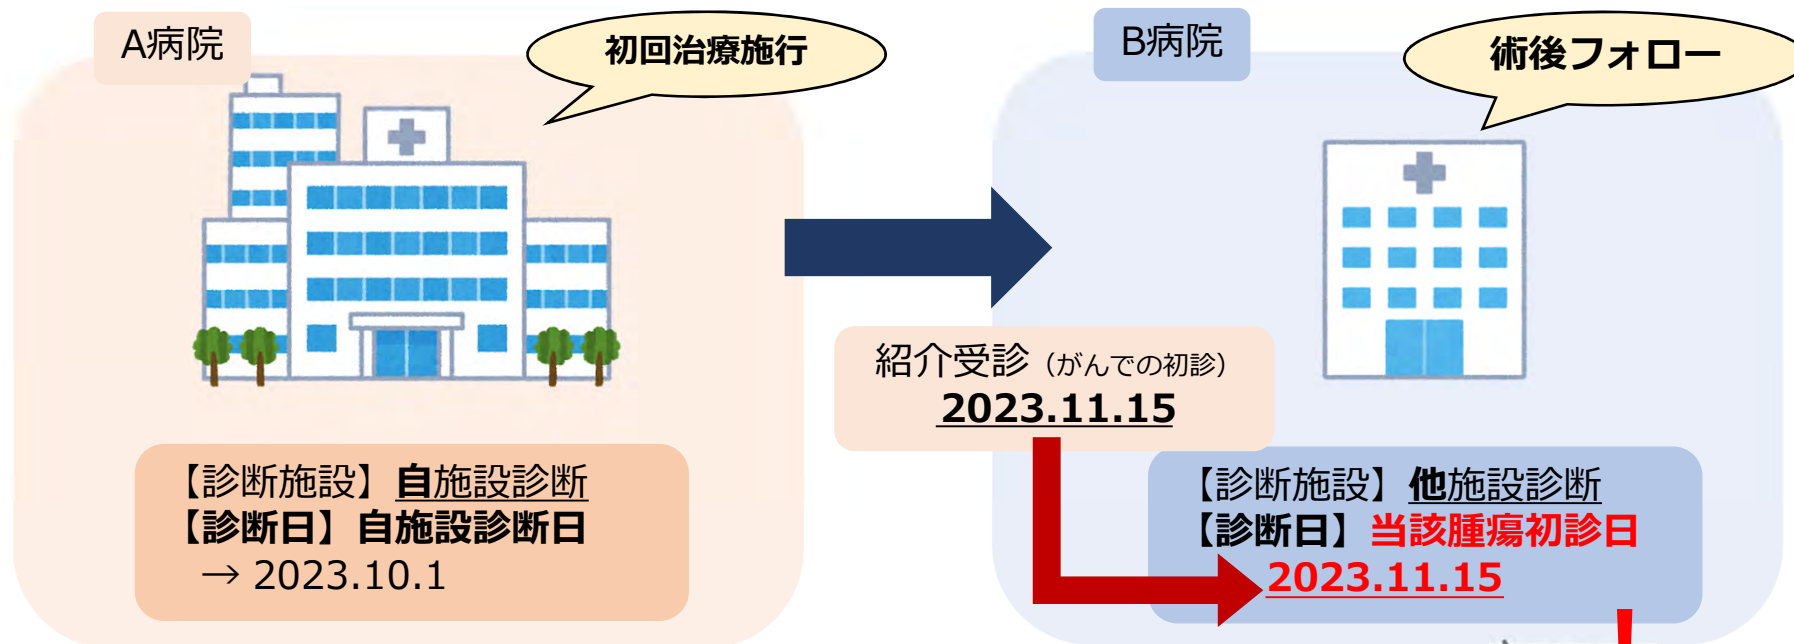 A病院
初回治療施行
B病院
術後フォロー
紹介受診（がんでの初診）
2023.11.15
【診断施設】自施設診断
【診断日】自施設診断日
→ 2023.10.1
【診断施設】他施設診断
【診断日】当該腫瘍初診日
2023.11.15